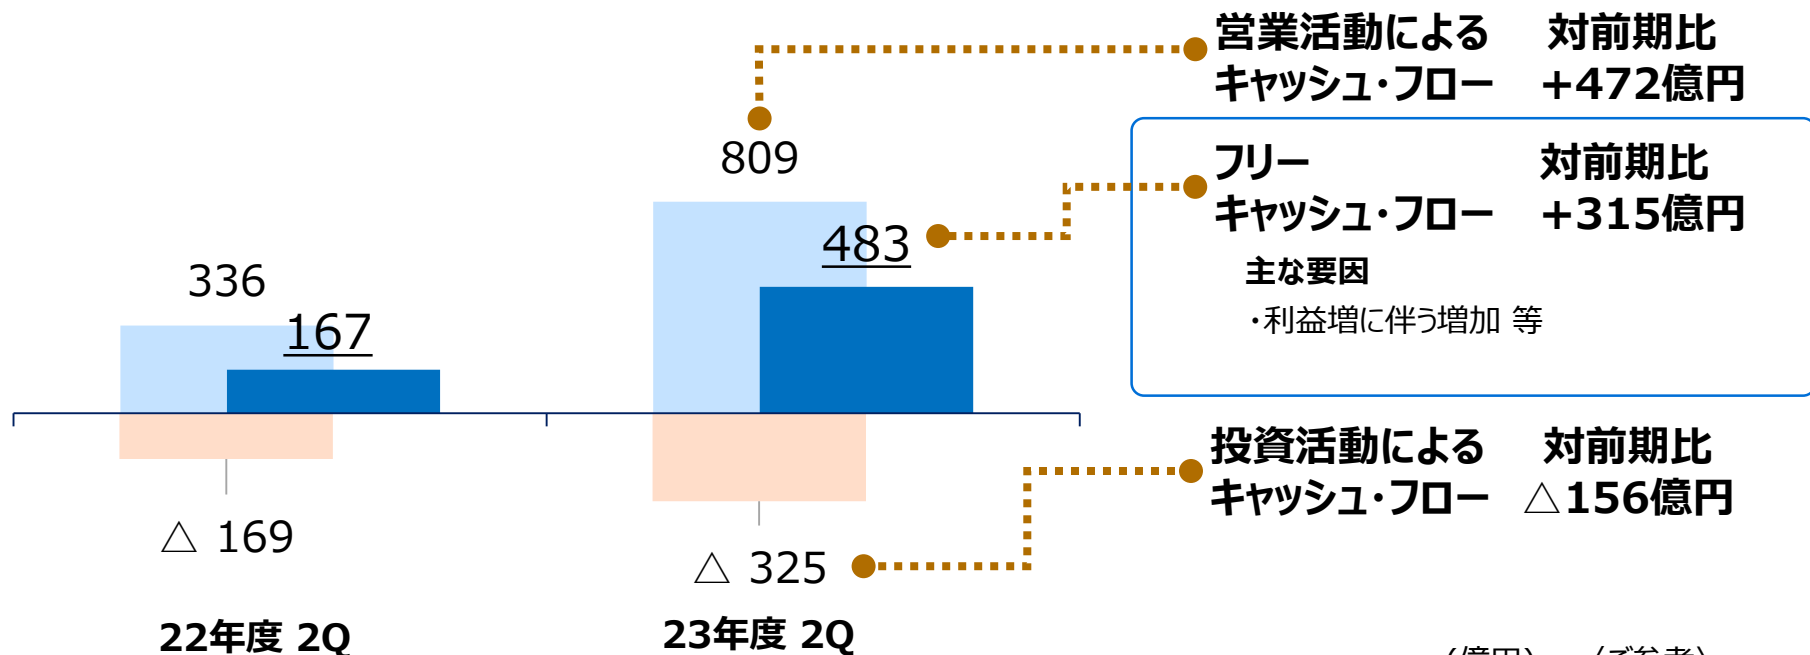 営業活動による 対前期比
キャッシュ・フロー +472億円
809
フリー 対前期比
キャッシュ・フロー +315億円
483
主な要因
・利益増に伴う増加 等
336
167
投資活動による 対前期比
キャッシュ・フロー △156億円
△ 169
△ 325
22年度 2Q
23年度 2Q
(億円) (ご参考)